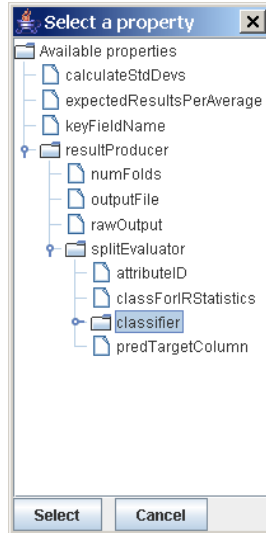 Select a property
Available properties
calculateStdDevs
expectedResultsPerAverage
keyFieldName
resultProducer
numFolds
outputFile
rawOutput
splitEvaluator
attributeID
classForIRStatistics
classifier
predTargetColumn
Select Cancel